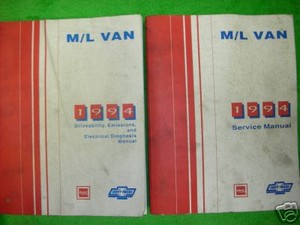 M/L VAN
1994
Driveability, Emissions,
and
Electrical Diagnosis
Manual
M/L VAN
1994
Service Manual